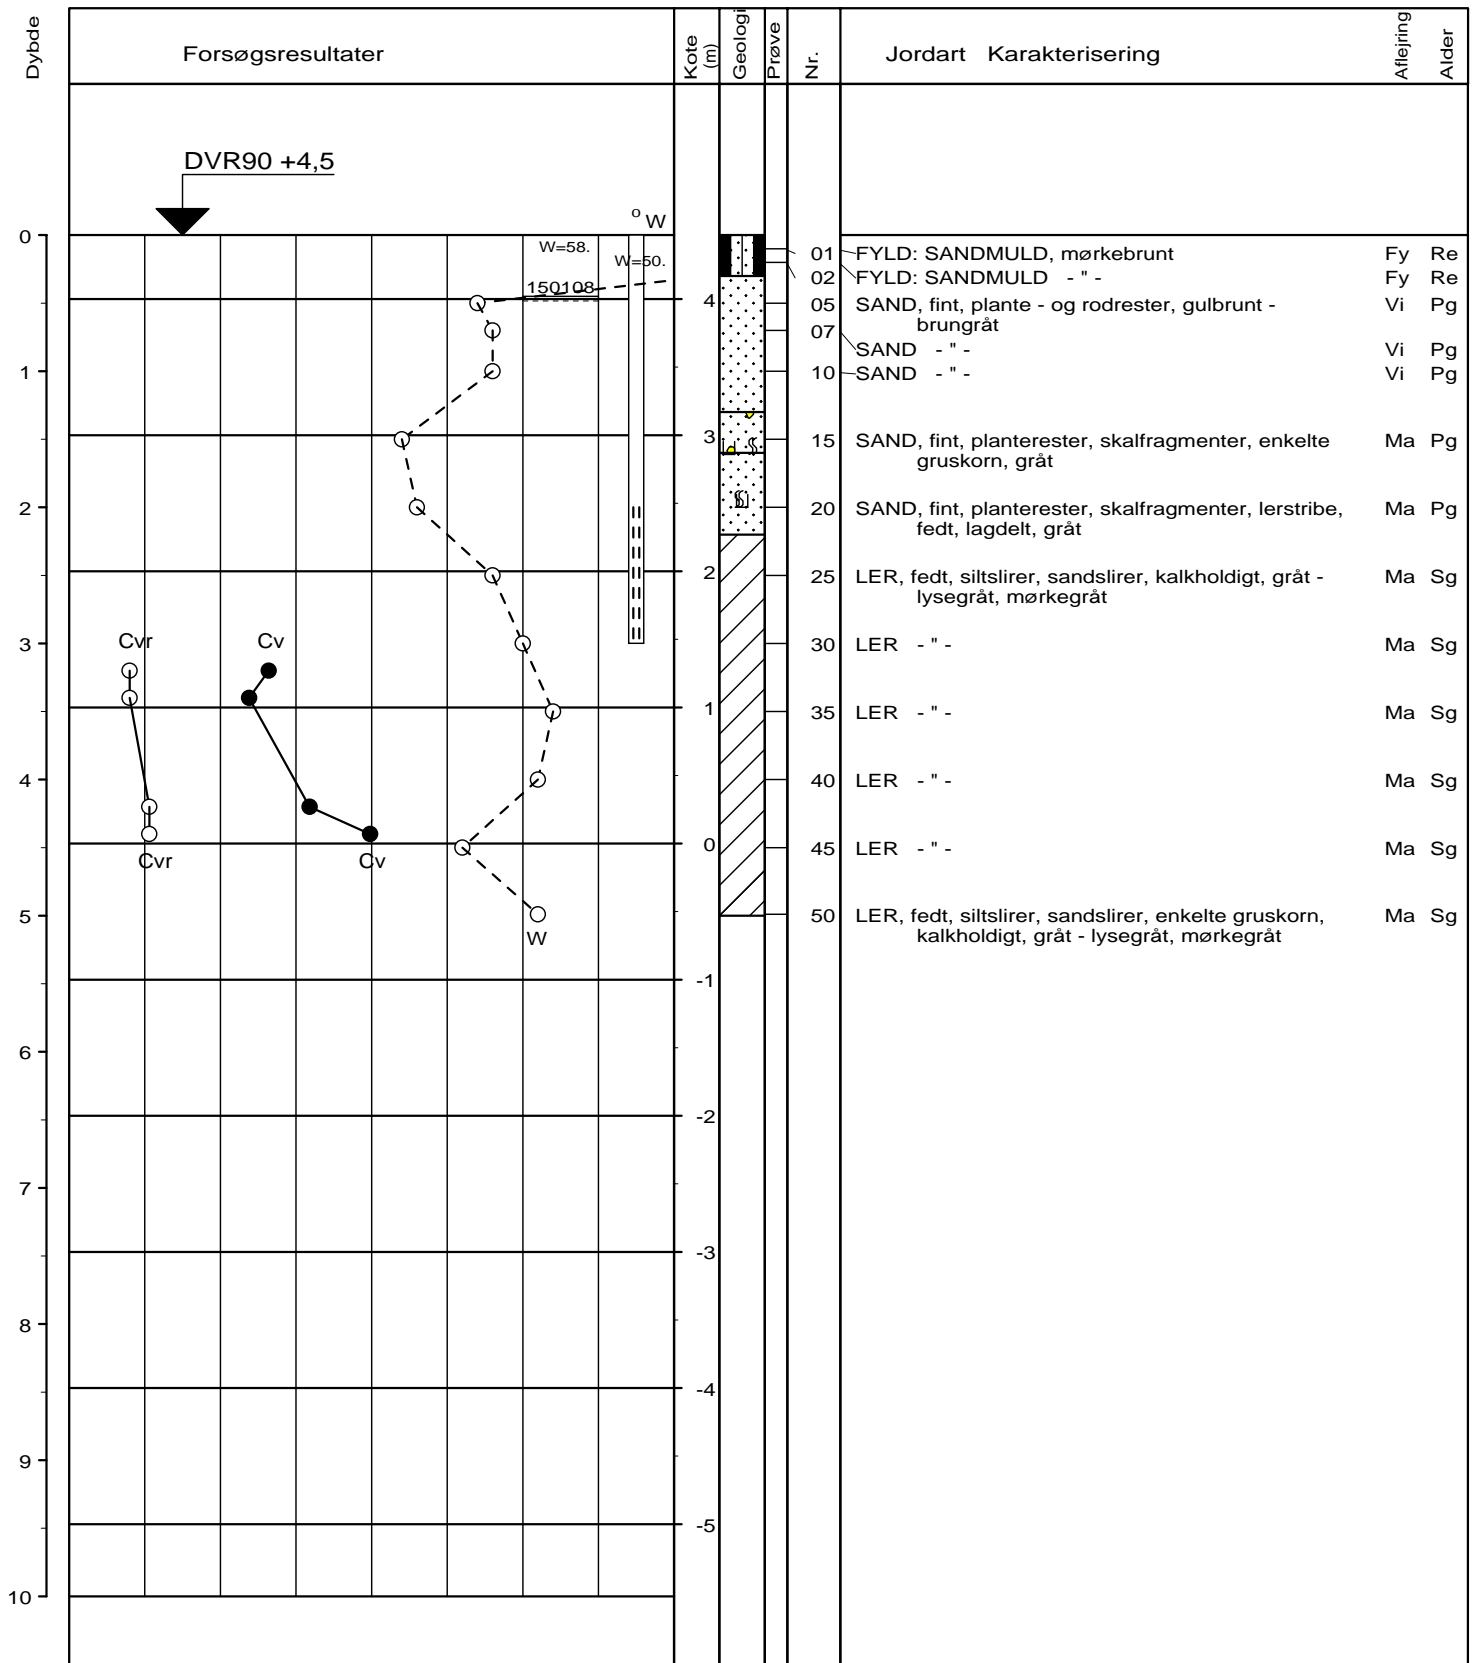 Dybde
Forsøgsresultater
Kote
(m)
Geologi
Prøve
Nr.
Jordart Karakterisering
Aflejring
Alder
DVR90 +4,5
o W
W=58.
W=50.
150108
0
1
2
3
4
5
6
7
8
9
10
Cvr
Cv
Cvr
Cv
W
4
3
2
1
0
-1
-2
-3
-4
-5
01 FYLD: SANDMULD, mørkebrunt Fy Re
02 FYLD: SANDMULD - " - Fy Re
05 SAND, fint, plante - og rodrester, gulbrunt - Vi Pg
brungråt
07
SAND - " - Vi Pg
10 SAND - " - Vi Pg
15 SAND, fint, planterester, skalfragmenter, enkelte Ma Pg
gruskorn, gråt
20 SAND, fint, planterester, skalfragmenter, lerstribe, Ma Pg
fedt, lagdelt, gråt
25 LER, fedt, siltslirer, sandslirer, kalkholdigt, gråt - Ma Sg
lysegråt, mørkegråt
30 LER - " - Ma Sg
35 LER - " - Ma Sg
40 LER - " - Ma Sg
45 LER - " - Ma Sg
50 LER, fedt, siltslirer, sandslirer, enkelte gruskorn, Ma Sg
kalkholdigt, gråt - lysegråt, mørkegråt